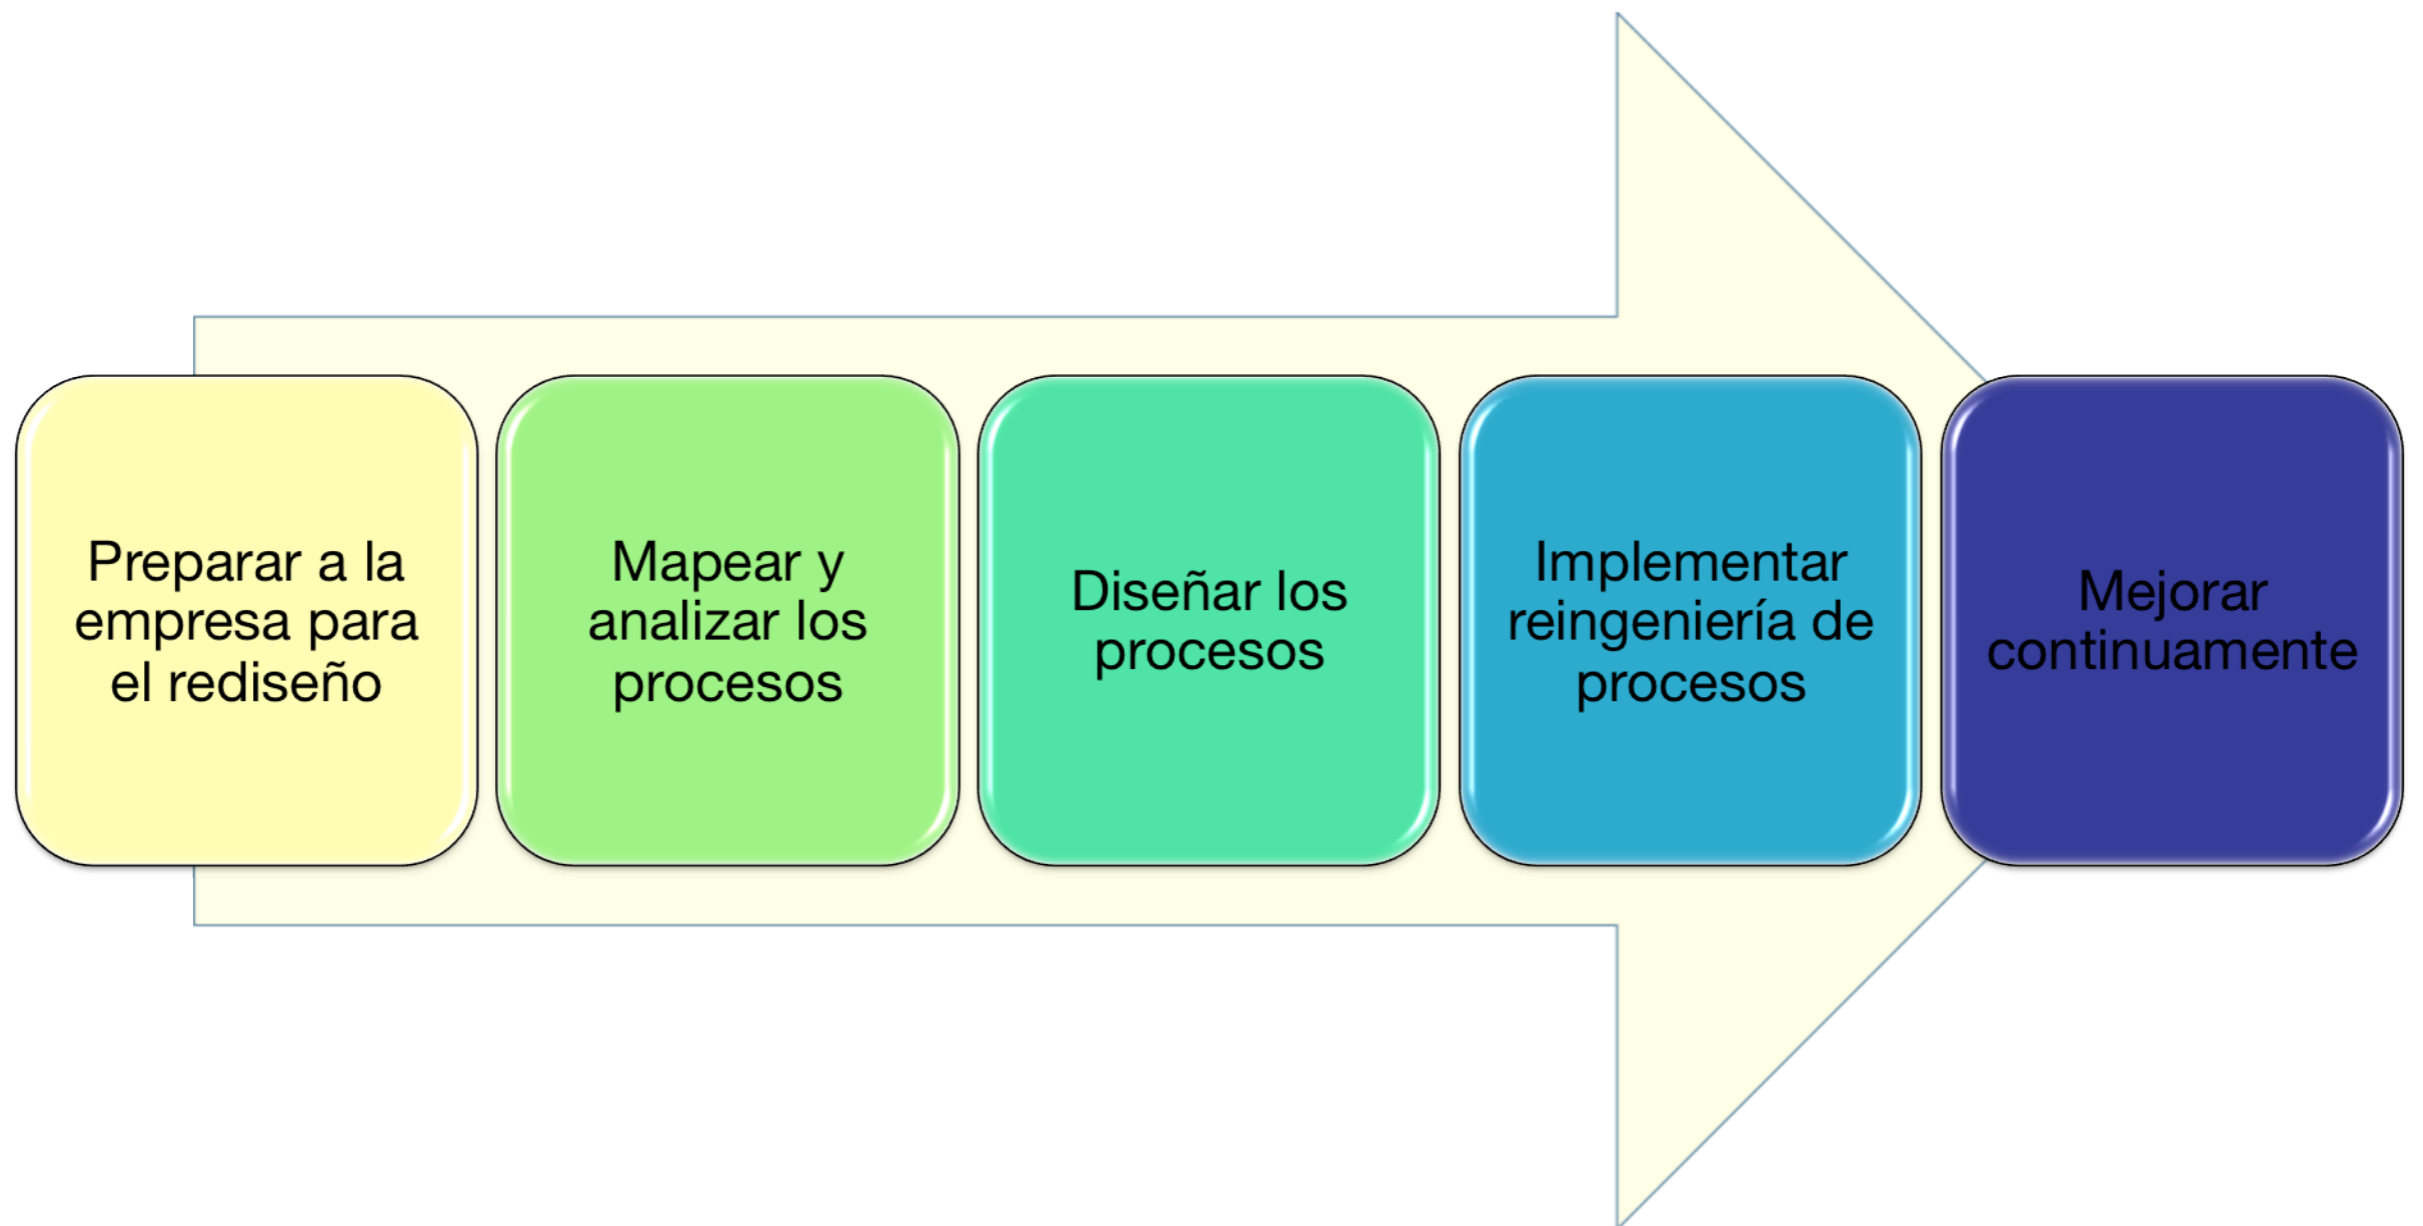 Preparar a la
empresa para
el rediseño
Mapear y
analizar los
procesos
Diseñar los
procesos
Implementar
reingeniería de
procesos
Mejorar
continuamente